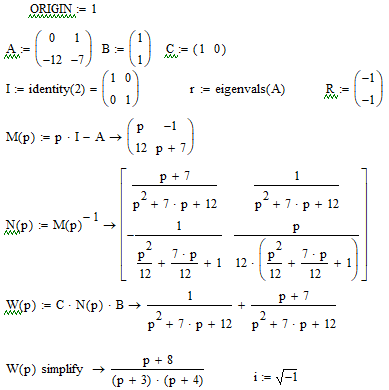 ORIGIN := 1
A := ( 0 1 ; −12 −7 ) B := ( 1 ; 1 ) C := (1 0)
I := identity(2) = ( 1 0 ; 0 1 ) r := eigenvals(A) R := ( −1 ; −1 )
M(p) := p · I − A → ( p −1 ; 12 p + 7 )
N(p) := M(p)^−1 → [ (p + 7)/(p^2 + 7 · p + 12) 1/(p^2 + 7 · p + 12) ; −1/(p^2/12 + 7 · p/12 + 1) p/(12 · (p^2/12 + 7 · p/12 + 1)) ]
W(p) := C · N(p) · B → 1/(p^2 + 7 · p + 12) + (p + 7)/(p^2 + 7 · p + 12)
W(p) simplify → (p + 8)/((p + 3) · (p + 4)) i := √−1